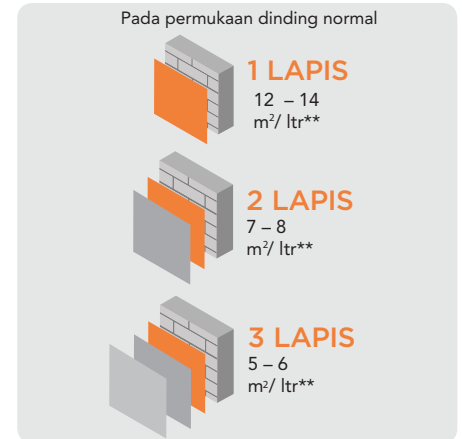 Pada permukaan dinding normal
1 LAPIS
12 – 14
m²/ ltr**
2 LAPIS
7 – 8
m²/ ltr**
3 LAPIS
5 – 6
m²/ ltr**